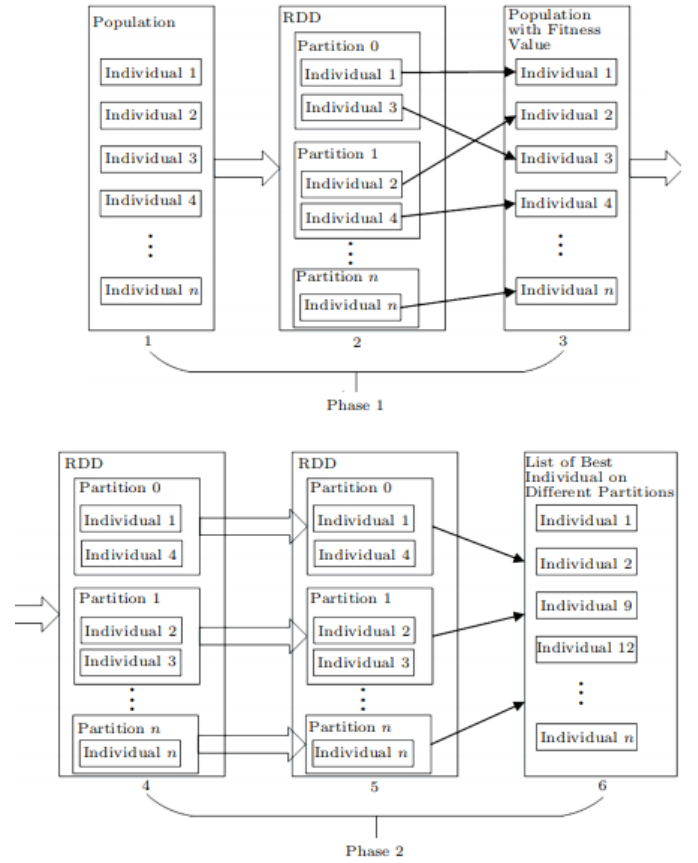 Population
Individual 1
Individual 2
Individual 3
Individual 4
Individual n
1
RDD
Partition 0
Individual 1
Individual 3
Partition 1
Individual 2
Individual 4
Partition n
Individual n
2
Population
with Fitness
Value
Individual 1
Individual 2
Individual 3
Individual 4
Individual n
3
Phase 1
RDD
Partition 0
Individual 1
Individual 4
Partition 1
Individual 2
Individual 3
Partition n
Individual n
4
RDD
Partition 0
Individual 1
Individual 4
Partition 1
Individual 2
Individual 3
Partition n
Individual n
5
List of Best
Individual on
Different Partitions
Individual 1
Individual 2
Individual 9
Individual 12
Individual n
6
Phase 2